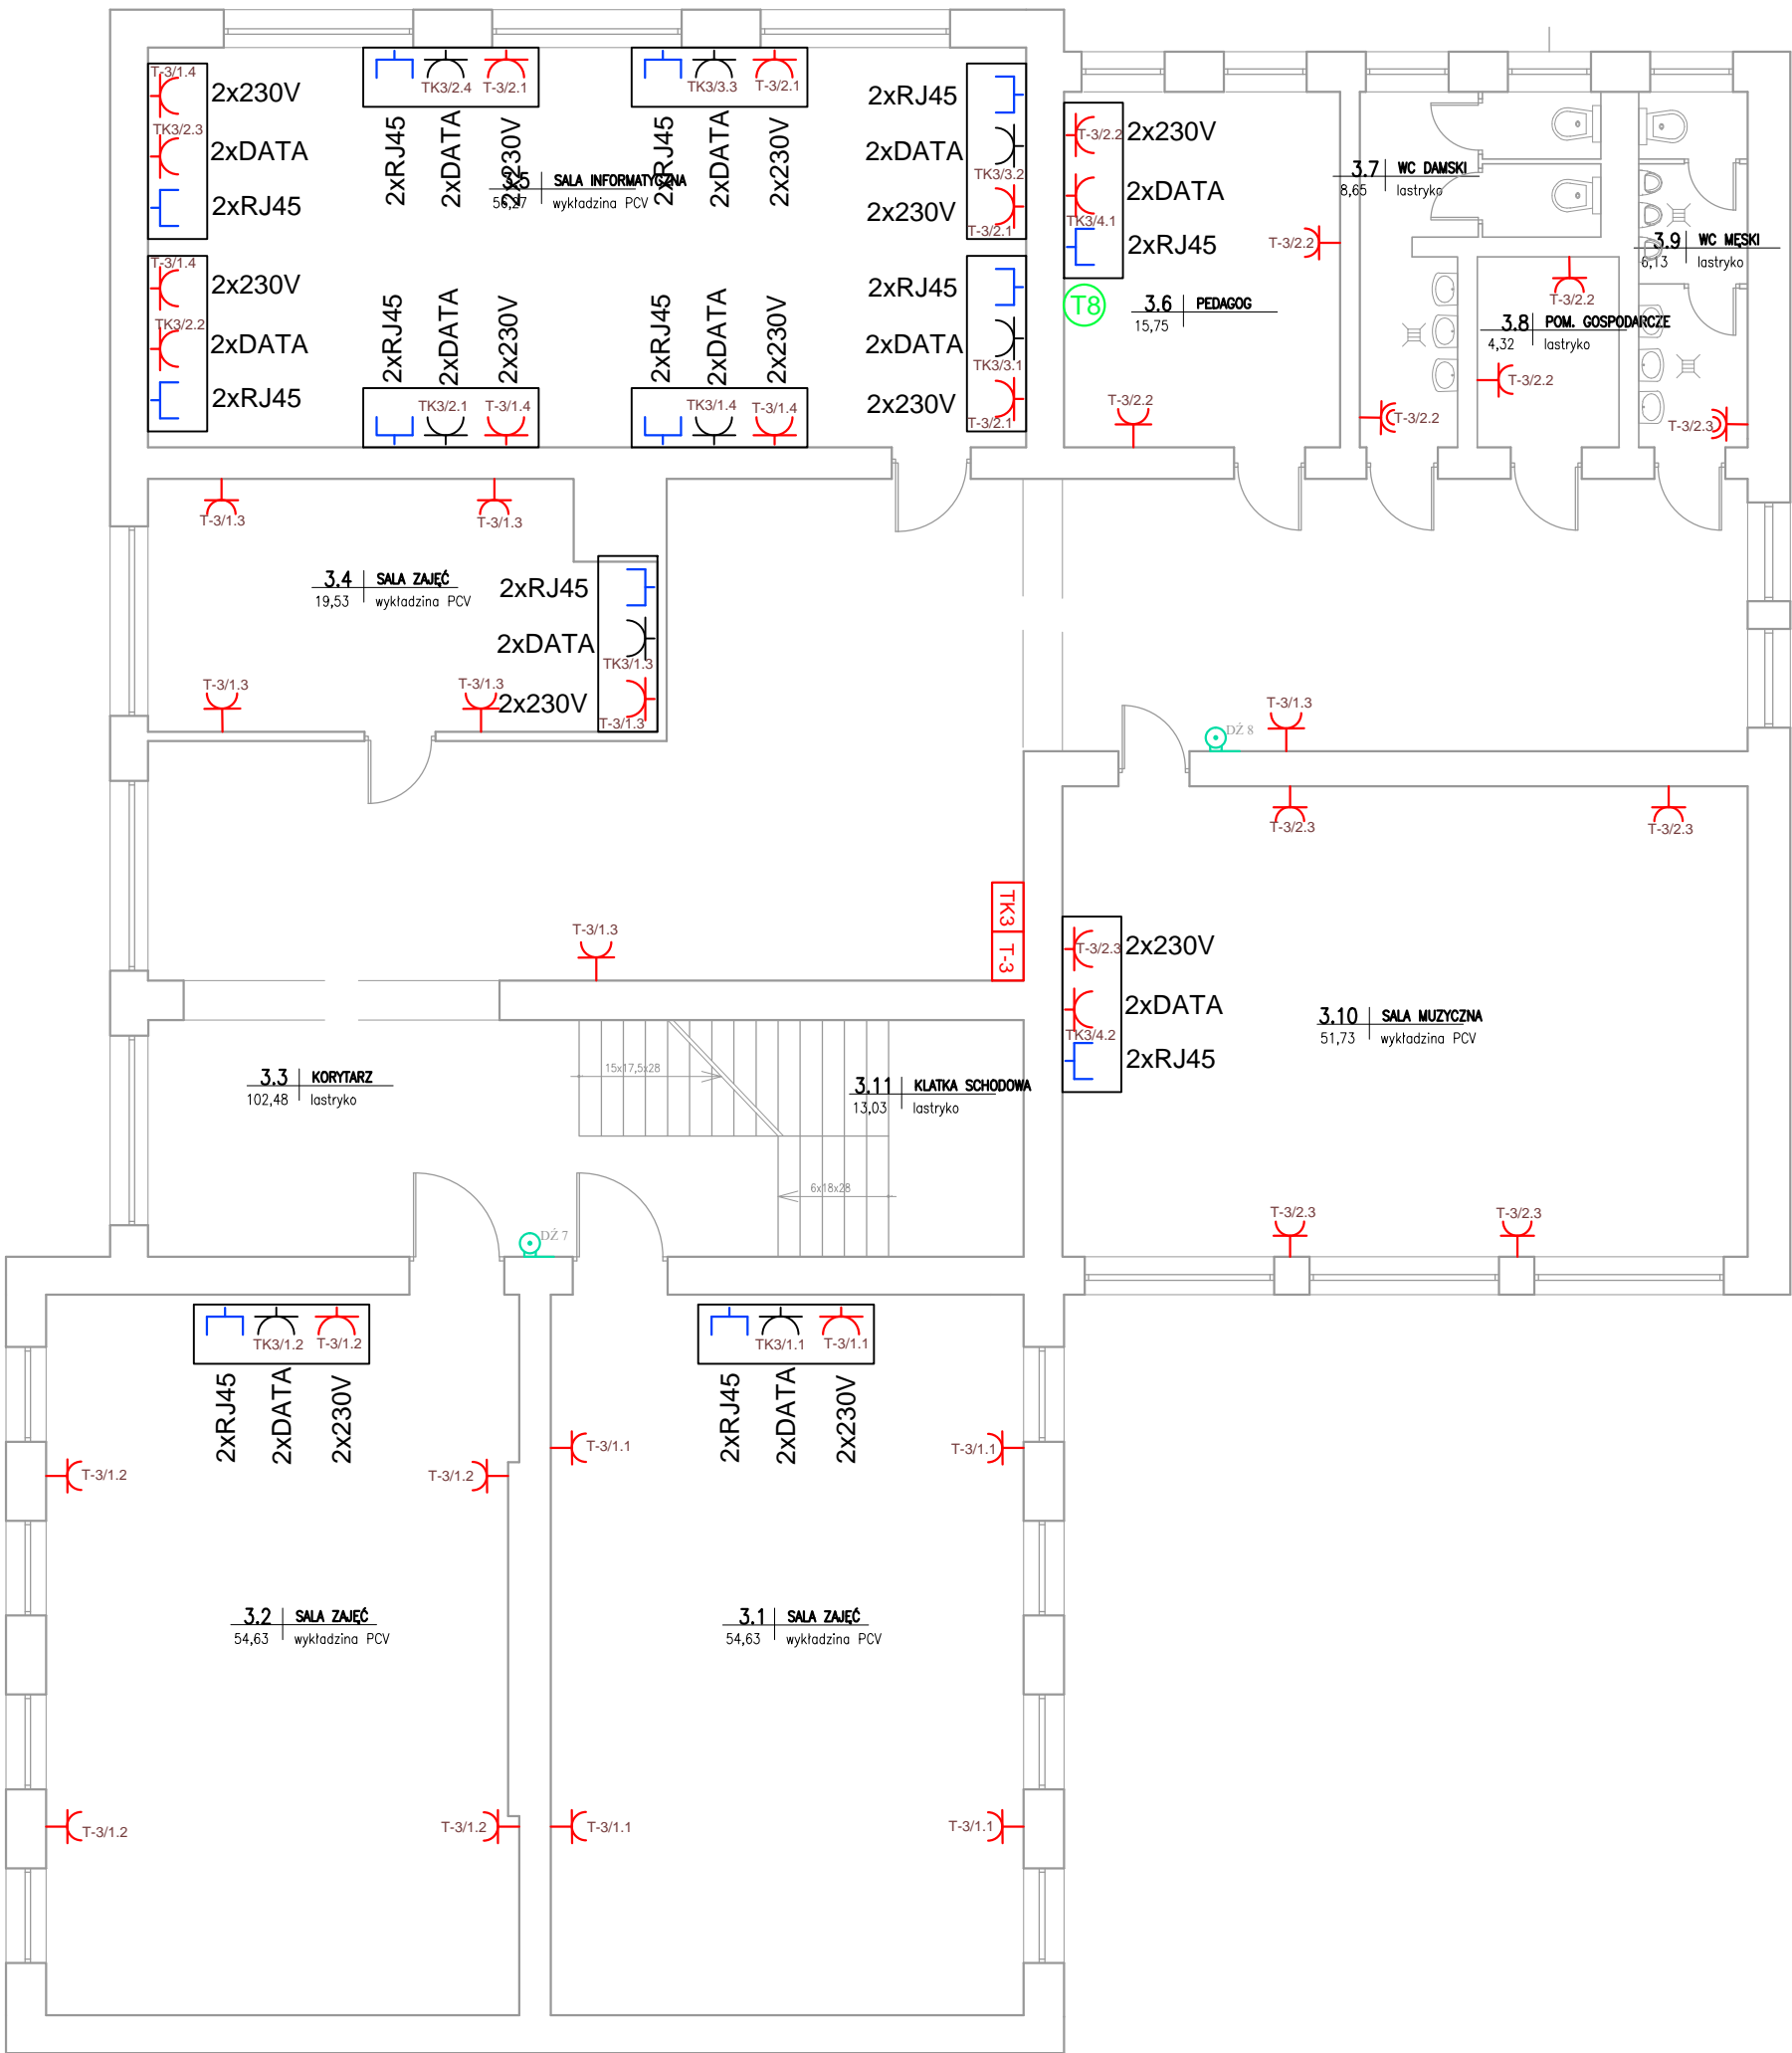 T-3/1.4
2x230V
TK3/2.3
2xDATA
2xRJ45
TK3/2.4
T-3/2.1
2xRJ45
2xDATA
2x230V
TK3/3.3
T-3/2.1
2xRJ45
2xDATA
2x230V
2xRJ45
2xDATA
TK3/3.2
2x230V
T-3/2.1
3.5 SALA INFORMATYCZNA
56,27 wykładzina PCV
T-3/1.4
2x230V
TK3/2.2
2xDATA
2xRJ45
2xRJ45
2xDATA
2x230V
TK3/2.1
T-3/1.4
2xRJ45
2xDATA
2x230V
TK3/1.4
T-3/1.4
2xRJ45
2xDATA
TK3/3.1
2x230V
T-3/2.1
T-3/2.2
2x230V
2xDATA
TK3/4.1
2xRJ45
T8
3.6 PEDAGOG
15,75
T-3/2.2
T-3/2.2
3.7 WC DAMSKI
8,65 lastryko
T-3/2.2
3.9 WC MĘSKI
6,13 lastryko
T-3/2.3
T-3/2.2
3.8 POM. GOSPODARCZE
4,32 lastryko
T-3/2.2
T-3/1.3
T-3/1.3
3.4 SALA ZAJĘĆ
19,53 wykładzina PCV
2xRJ45
2xDATA
TK3/1.3
2x230V
T-3/1.3
T-3/1.3
T-3/1.3
DŹ 8
T-3/1.3
T-3/2.3
T-3/2.3
TK3
T-3
T-3/1.3
T-3/2.3
2x230V
2xDATA
TK3/4.2
2xRJ45
3.10 SALA MUZYCZNA
51,73 wykładzina PCV
3.3 KORYTARZ
102,48 lastryko
15x17,5x28
3.11 KLATKA SCHODOWA
13,03 lastryko
6x18x28
T-3/2.3
T-3/2.3
DŹ 7
TK3/1.2
T-3/1.2
2xRJ45
2xDATA
2x230V
TK3/1.1
T-3/1.1
2xRJ45
2xDATA
2x230V
T-3/1.2
T-3/1.2
T-3/1.1
T-3/1.1
3.2 SALA ZAJĘĆ
54,63 wykładzina PCV
3.1 SALA ZAJĘĆ
54,63 wykładzina PCV
T-3/1.2
T-3/1.2
T-3/1.1
T-3/1.1